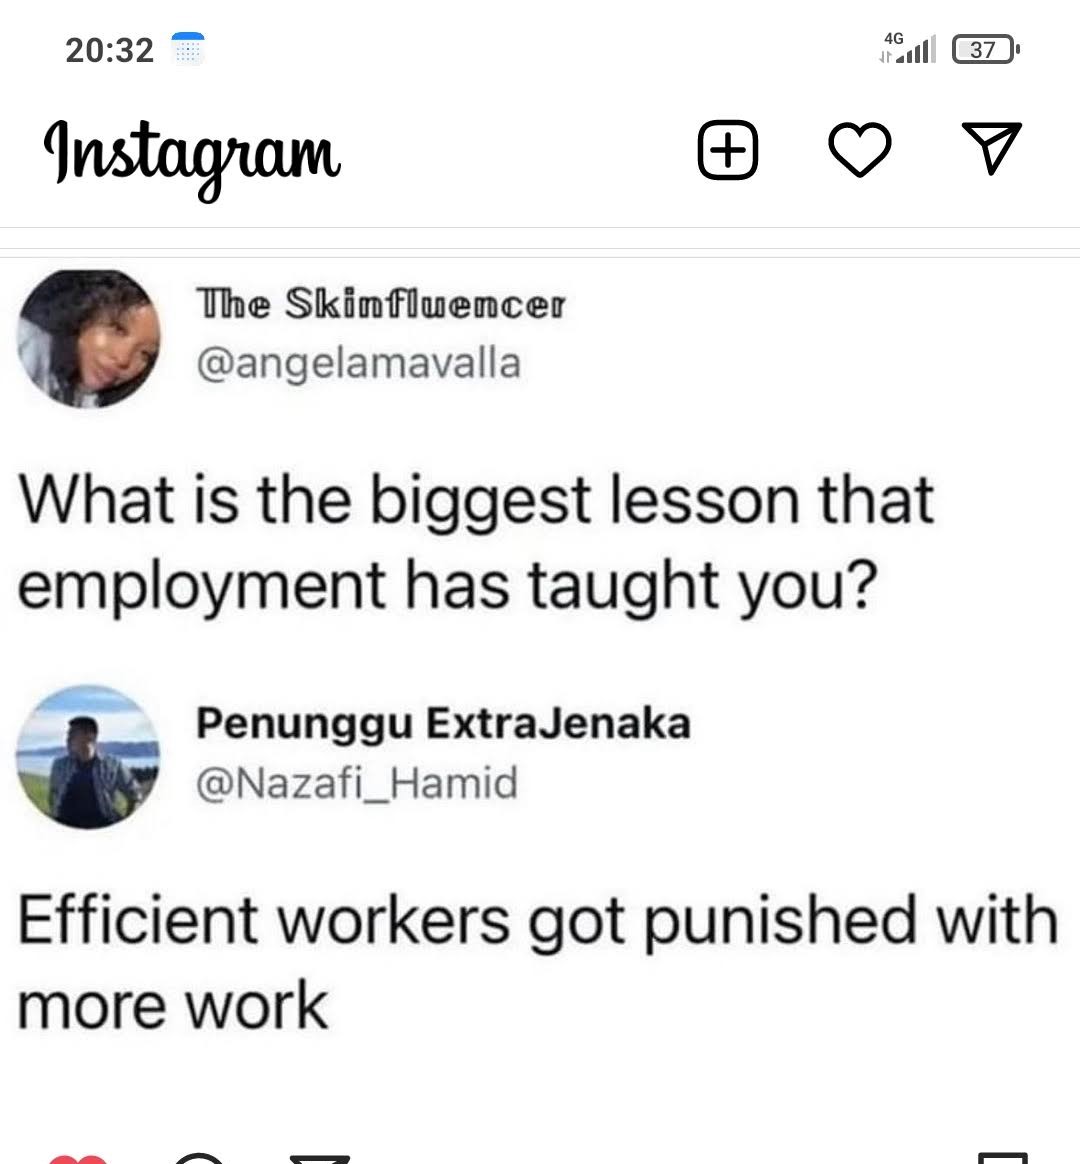 20:32
4G
37
Instagram
The Skinfluencer
@angelamavalla
What is the biggest lesson that
employment has taught you?
Penunggu ExtraJenaka
@Nazafi_Hamid
Efficient workers got punished with
more work